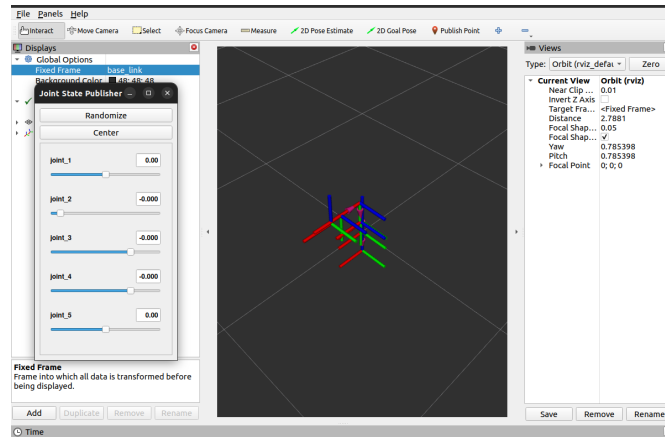 File Panels Help
Interact Move Camera Select Focus Camera Measure 2D Pose Estimate 2D Goal Pose Publish Point
Displays
Global Options
Fixed Frame base_link
Background Color 48; 48; 48
Joint State Publisher
Randomize
Center
joint_1 0.00
joint_2 -0.000
joint_3 -0.000
joint_4 -0.000
joint_5 0.00
Fixed Frame
Frame into which all data is transformed before
being displayed.
Add Duplicate Remove Rename
Time
Views
Type: Orbit (rviz_defau Zero
Current View Orbit (rviz)
Near Clip ... 0.01
Invert Z Axis
Target Fra... <Fixed Frame>
Distance 2.7881
Focal Shap... 0.05
Focal Shap... ✓
Yaw 0.785398
Pitch 0.785398
Focal Point 0; 0; 0
Save Remove Rename